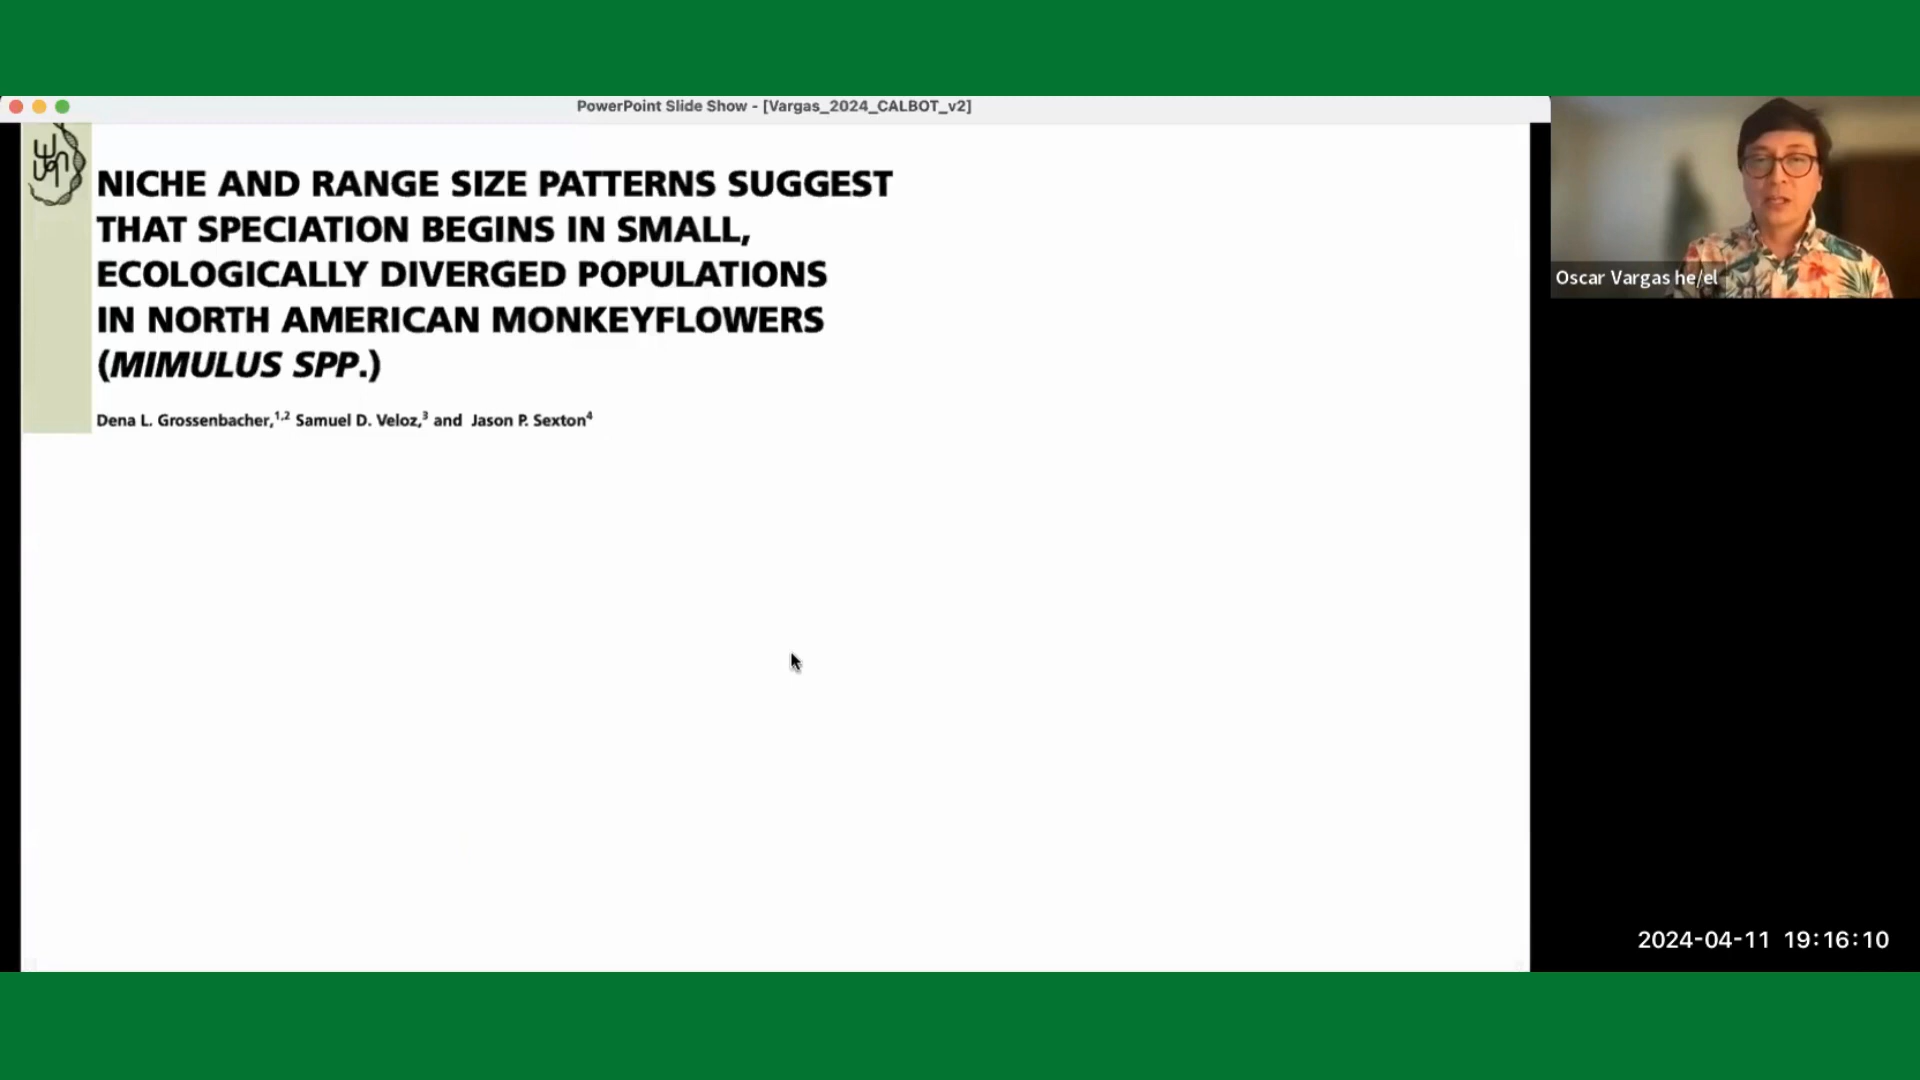 PowerPoint Slide Show - [Vargas_2024_CALBOT_v2]
NICHE AND RANGE SIZE PATTERNS SUGGEST
THAT SPECIATION BEGINS IN SMALL,
ECOLOGICALLY DIVERGED POPULATIONS
IN NORTH AMERICAN MONKEYFLOWERS
(MIMULUS SPP.)
Dena L. Grossenbacher,1,2 Samuel D. Veloz,3 and Jason P. Sexton4
Oscar Vargas he/el
2024-04-11 19:16:10